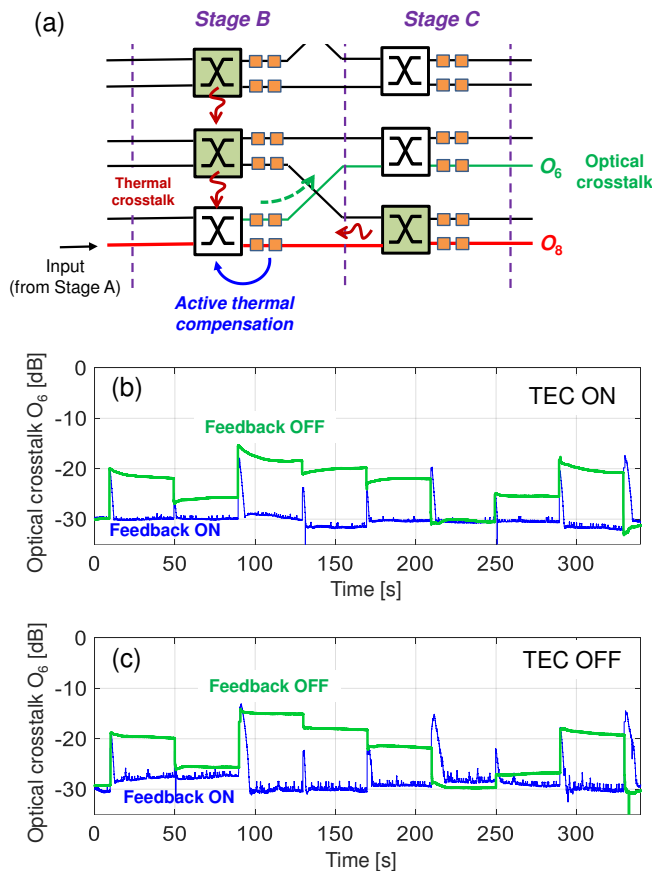 (a)
Stage B
Stage C
Thermal
crosstalk
O6
Optical
crosstalk
O8
Input
(from Stage A)
Active thermal
compensation
(b)
TEC ON
Feedback OFF
Feedback ON
Optical crosstalk O6 [dB]
0
-10
-20
-30
0 50 100 150 200 250 300
Time [s]
(c)
TEC OFF
Feedback OFF
Feedback ON
Optical crosstalk O6 [dB]
0
-10
-20
-30
0 50 100 150 200 250 300
Time [s]